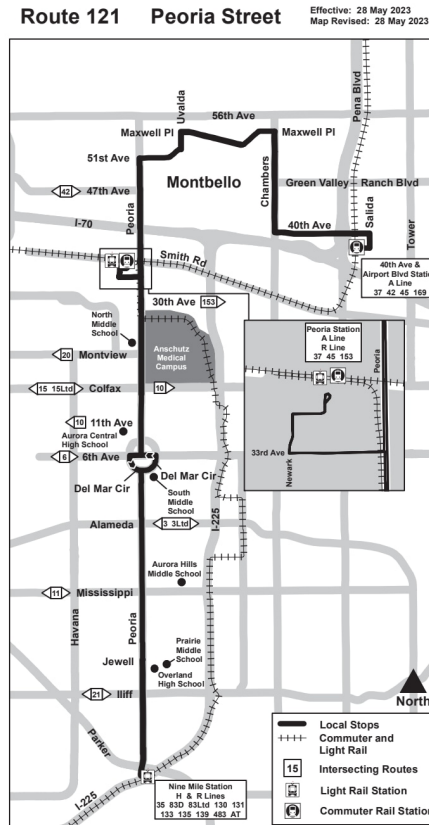 Route 121 Peoria Street
Effective: 28 May 2023
Map Revised: 28 May 2023
Uvalda
56th Ave
Pena Blvd
Maxwell Pl
Maxwell Pl
51st Ave
Montbello
Chambers
Green Valley Ranch Blvd
42
47th Ave
Peoria
I-70
40th Ave
Salida
Tower
Smith Rd
40th Ave &
Airport Blvd Station
A Line
37 42 45 169
30th Ave
153
North
Middle
School
Anschutz
Medical
Campus
20
Montview
15 15Ltd
Colfax
10
Peoria Station
A Line
R Line
37 45 153
Peoria
33rd Ave
Newark
10
11th Ave
Aurora Central
High School
6
6th Ave
Del Mar Cir
Del Mar Cir
South
Middle
School
I-225
Alameda
3 3Ltd
Aurora Hills
Middle School
11
Mississippi
Havana
Peoria
Prairie
Middle
School
Jewell
Overland
High School
21
Iliff
Parker
I-225
Nine Mile Station
H & R Lines
35 83D 83Ltd 130 131
133 135 139 483 AT
North
Local Stops
Commuter and
Light Rail
15
Intersecting Routes
Light Rail Station
Commuter Rail Station